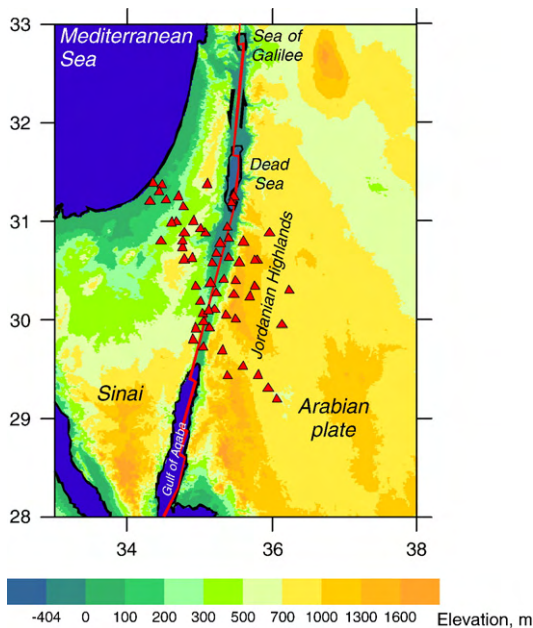 33
32
31
30
29
28
Mediterranean
Sea
Sea of
Galilee
Dead
Sea
Jordanian Highlands
Sinai
Arabian
plate
Gulf of Aqaba
34
36
38
-404
0
100
200
300
500
700
1000
1300
1600
Elevation, m